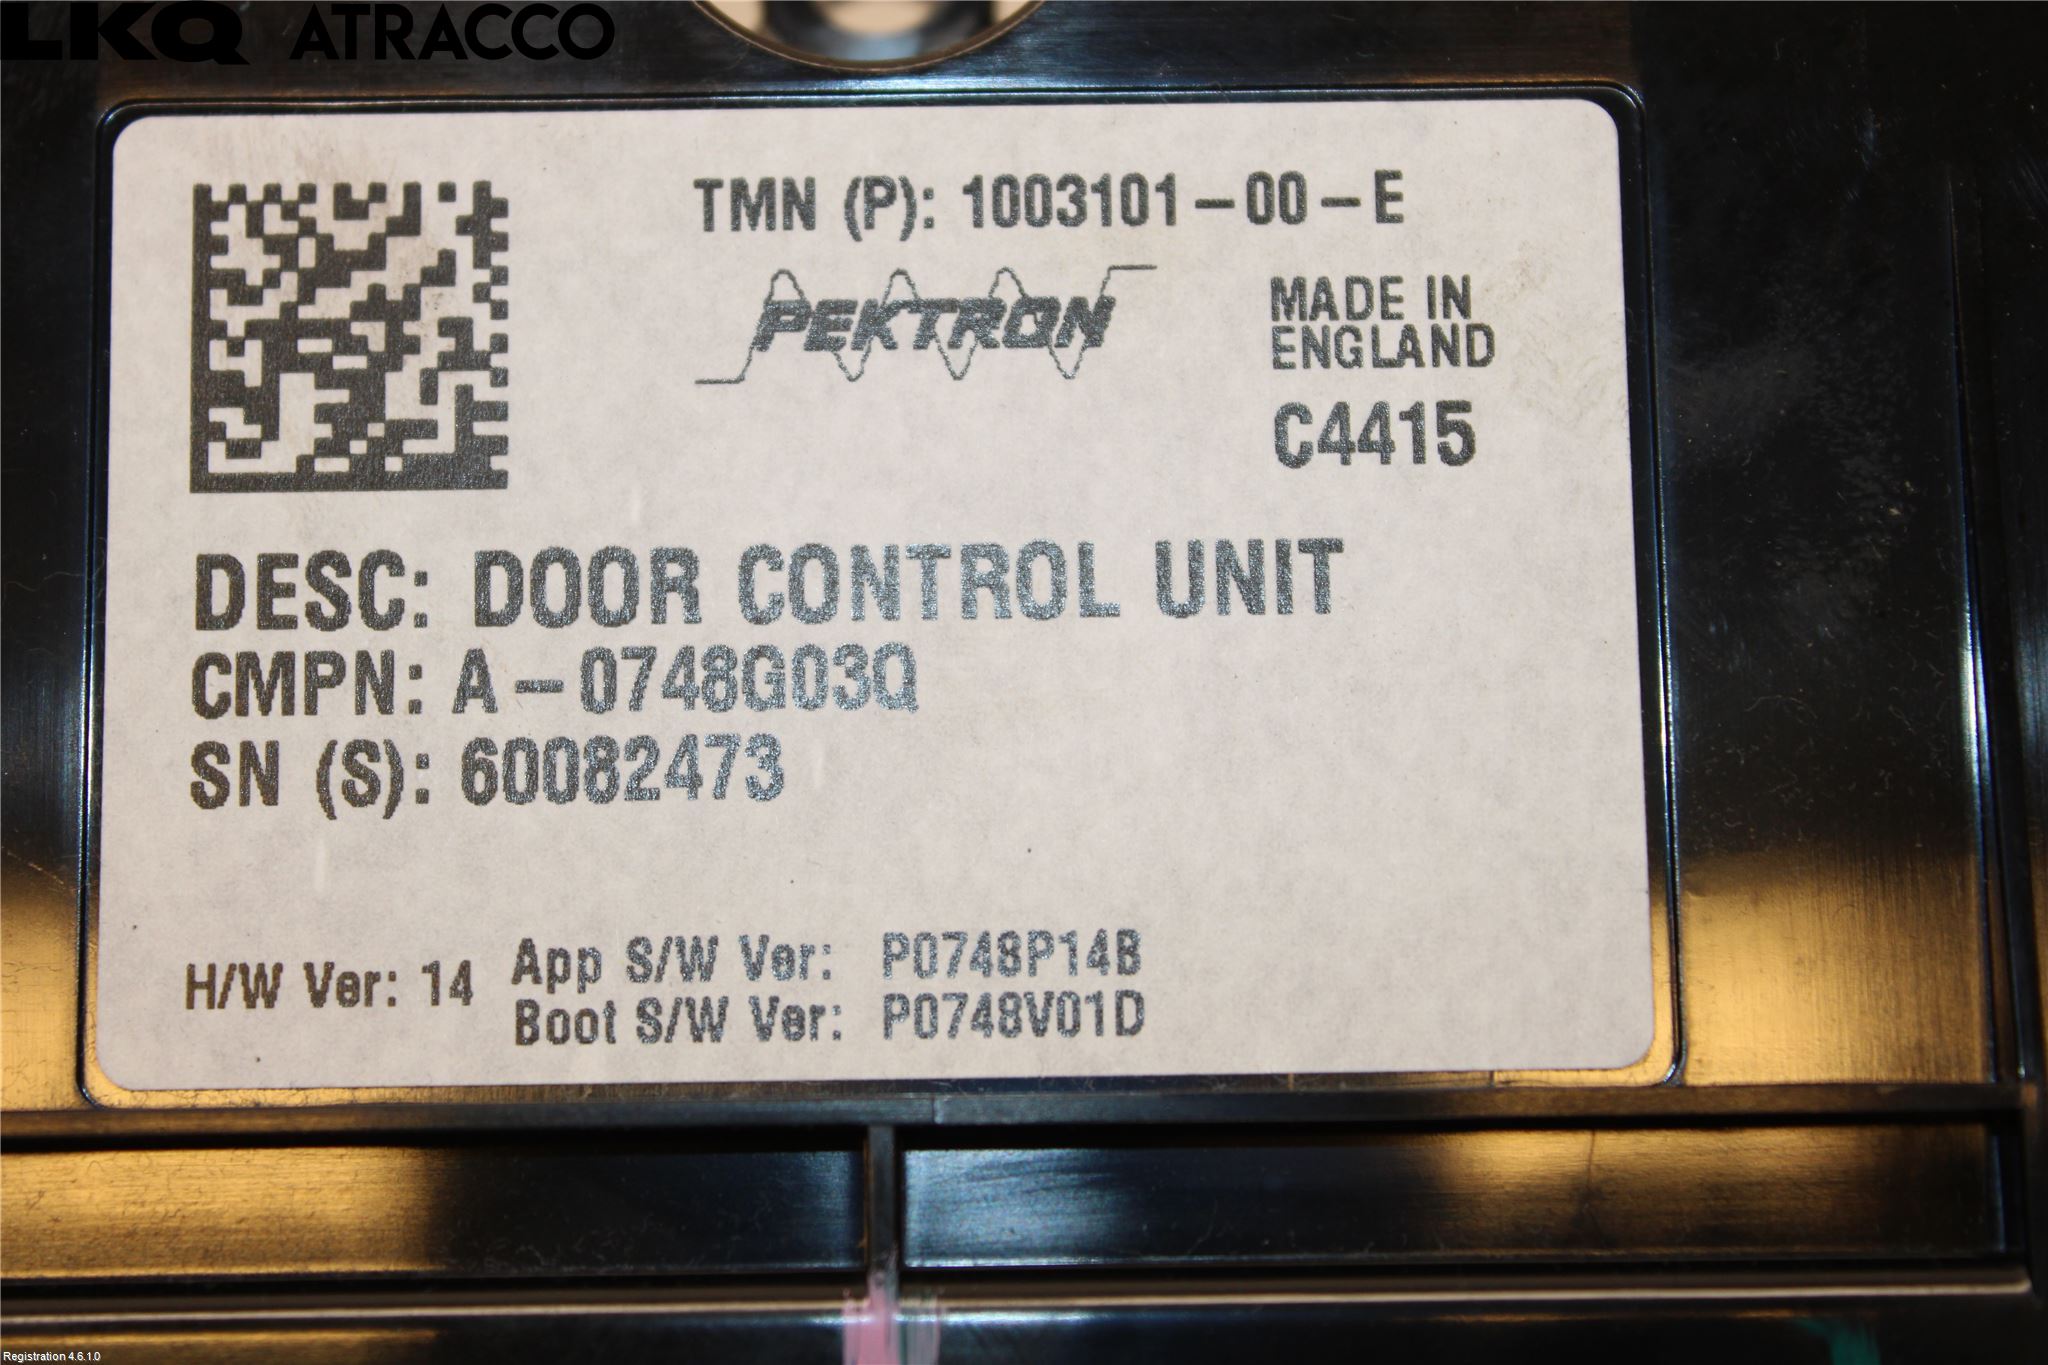 LKQ ATRACCO
TMN (P): 1003101-00-E
PEKTRON
MADE IN
ENGLAND
C4415
DESC: DOOR CONTROL UNIT
CMPN: A-0748G03Q
SN (S): 60082473
H/W Ver: 14
App S/W Ver: P0748P14B
Boot S/W Ver: P0748V01D
Registration 4.6.1.0